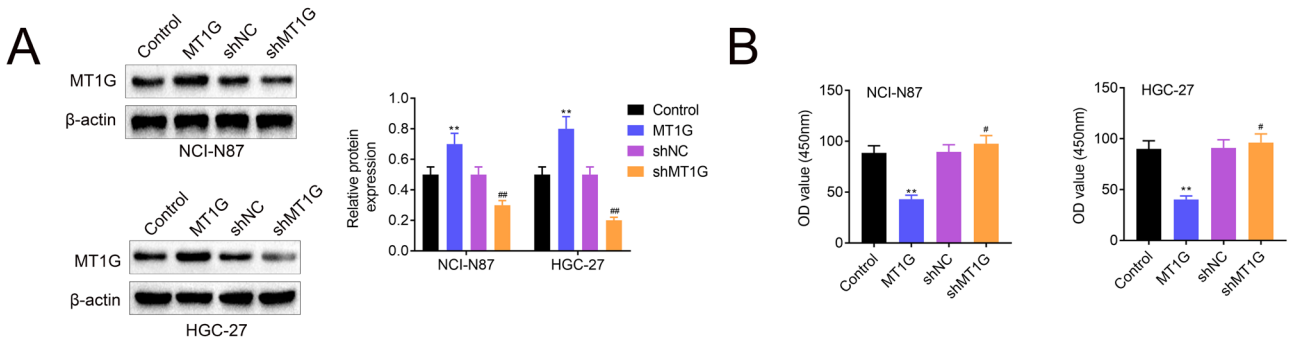 A
Control
MT1G
shNC
shMT1G
MT1G
β-actin
NCI-N87
Control
MT1G
shNC
shMT1G
MT1G
β-actin
HGC-27
Relative protein
expression
1.0
0.8
0.6
0.4
0.2
0.0
**
##
**
##
NCI-N87
HGC-27
Control
MT1G
shNC
shMT1G
B
NCI-N87
OD value (450nm)
150
100
50
0
**
#
Control
MT1G
shNC
shMT1G
HGC-27
OD value (450nm)
150
100
50
0
**
#
Control
MT1G
shNC
shMT1G